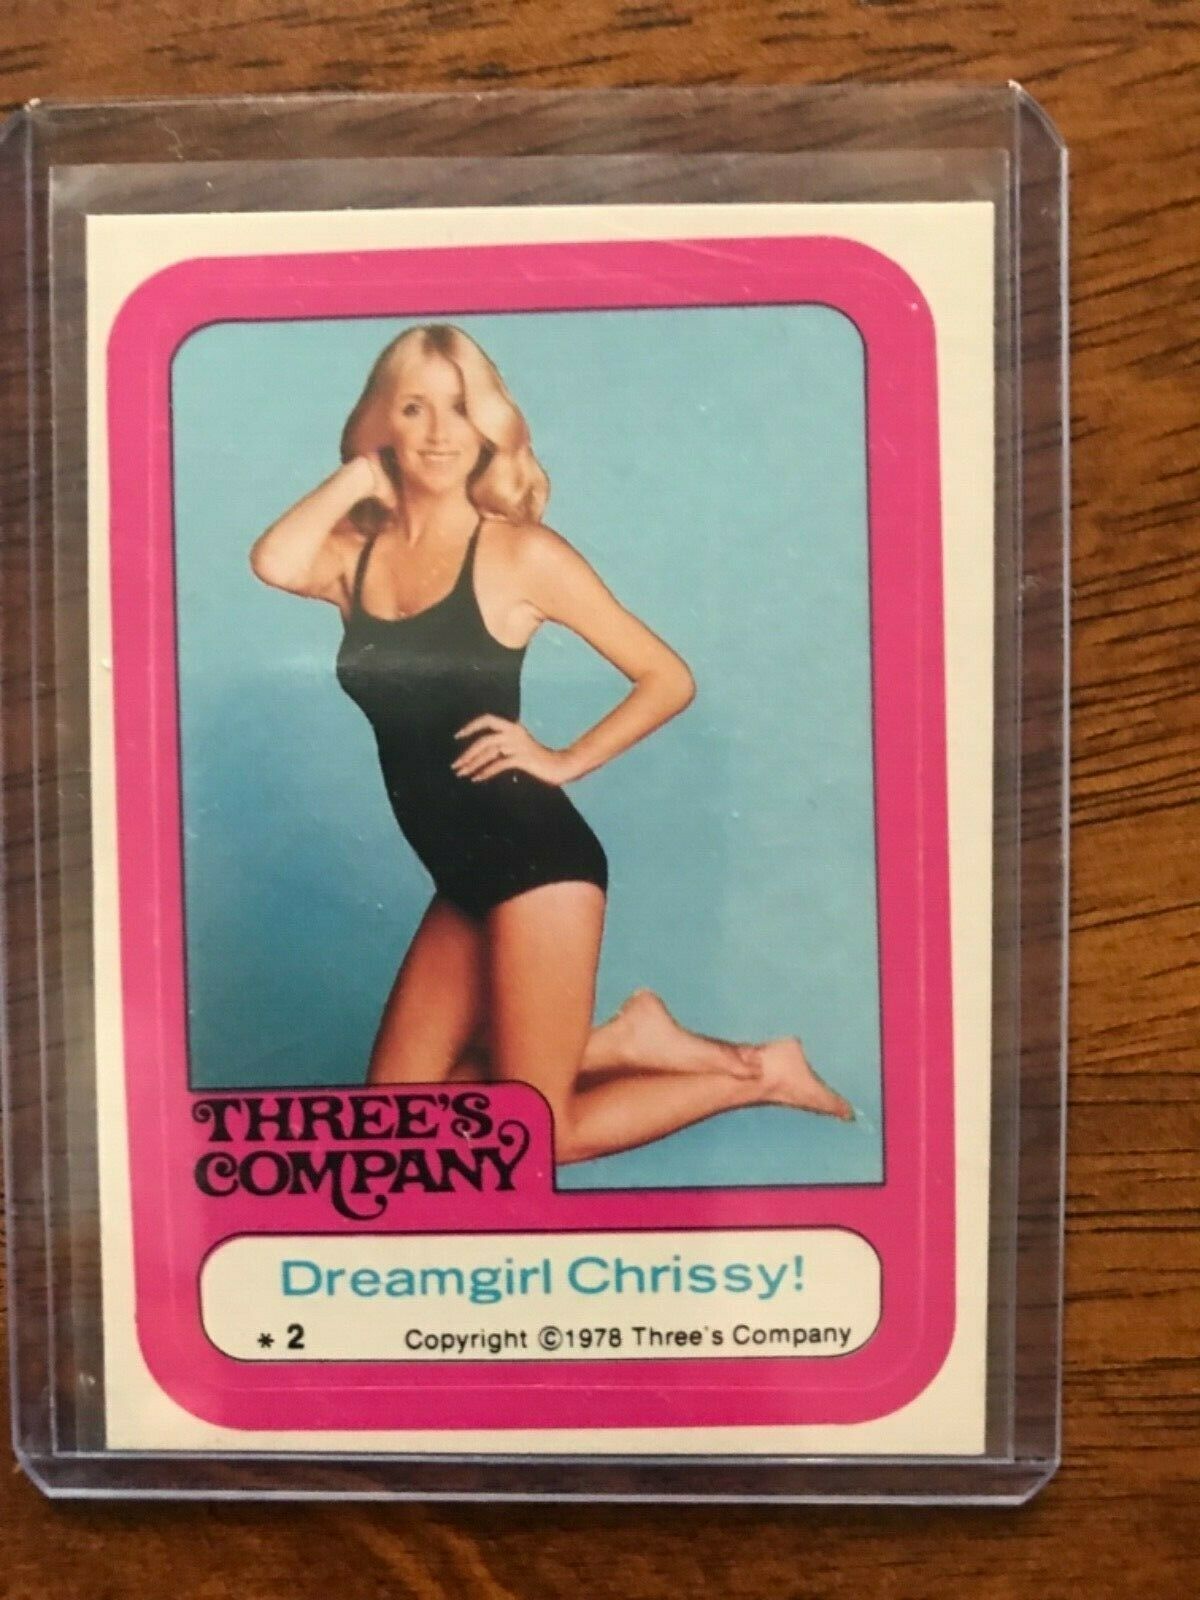 THREE'S
COMPANY
Dreamgirl Chrissy!
* 2 Copyright ©1978 Three's Company